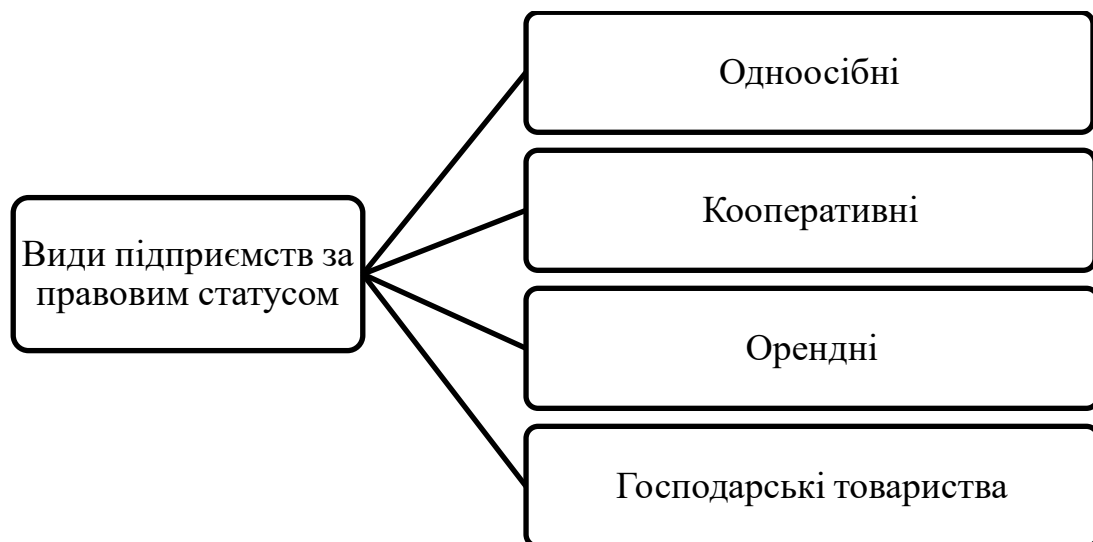 Одноосібні
Кооперативні
Види підприємств за
правовим статусом
Орендні
Господарські товариства